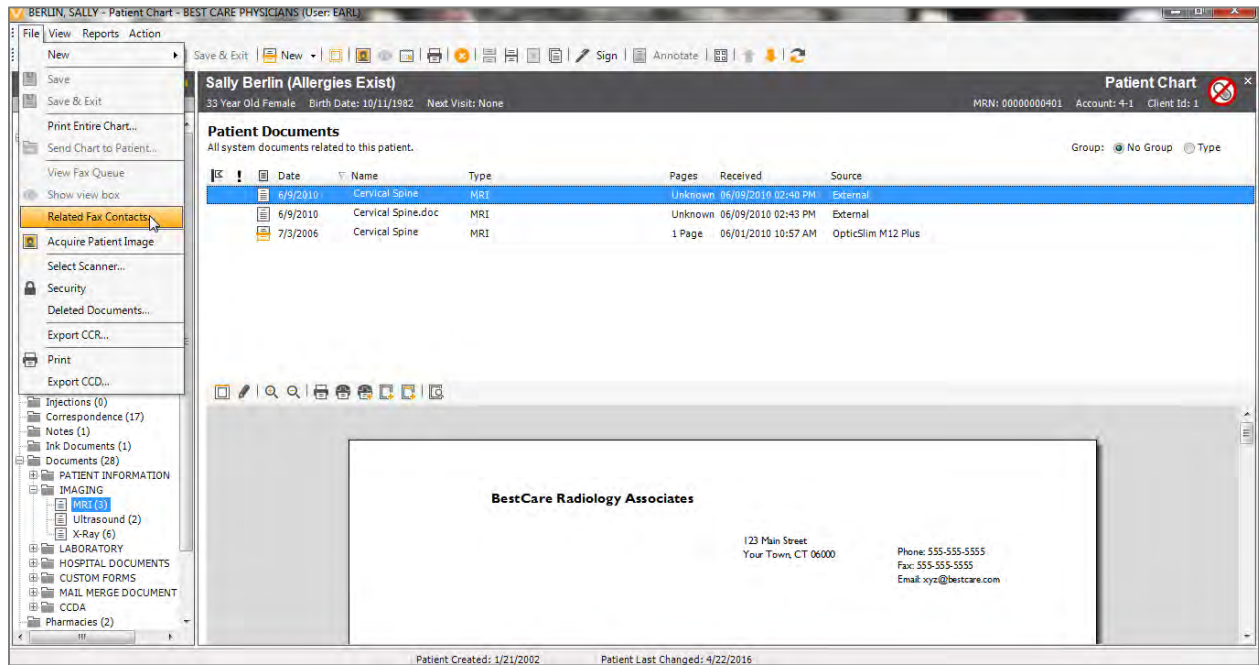 BERLIN, SALLY - Patient Chart - BEST CARE PHYSICIANS (User: EARL)
File View Reports Action
Save & Exit New Sign Annotate
New
Save
Save & Exit
Print Entire Chart...
Send Chart to Patient...
View Fax Queue
Show view box
Related Fax Contacts
Acquire Patient Image
Select Scanner...
Security
Deleted Documents...
Export CCR...
Print
Export CCD...
Injections (0)
Correspondence (17)
Notes (1)
Ink Documents (1)
Documents (28)
PATIENT INFORMATION
IMAGING
MRI (3)
Ultrasound (2)
X-Ray (6)
LABORATORY
HOSPITAL DOCUMENTS
CUSTOM FORMS
MAIL MERGE DOCUMENT
CCDA
Pharmacies (2)
Sally Berlin (Allergies Exist) Patient Chart
33 Year Old Female Birth Date: 10/11/1982 Next Visit: None MRN: 00000000401 Account: 4-1 Client Id: 1
Patient Documents
All system documents related to this patient. Group: No Group Type
! Date Name Type Pages Received Source
6/9/2010 Cervical Spine MRI Unknown 06/09/2010 02:40 PM External
6/9/2010 Cervical Spine.doc MRI Unknown 06/09/2010 02:43 PM External
7/3/2006 Cervical Spine MRI 1 Page 06/01/2010 10:57 AM OpticSlim M12 Plus
BestCare Radiology Associates
123 Main Street
Your Town, CT 06000
Phone: 555-555-5555
Fax: 555-555-5555
Email: xyz@bestcare.com
Patient Created: 1/21/2002 Patient Last Changed: 4/22/2016